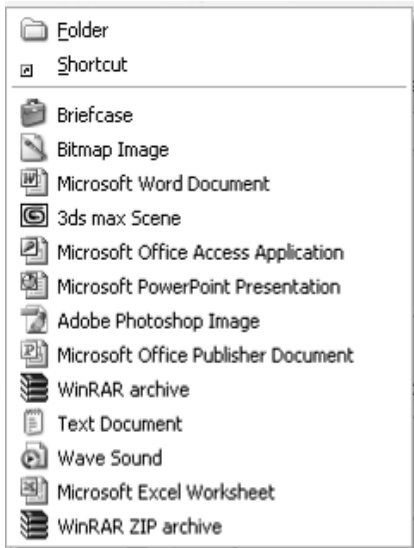 Folder
Shortcut
Briefcase
Bitmap Image
Microsoft Word Document
3ds max Scene
Microsoft Office Access Application
Microsoft PowerPoint Presentation
Adobe Photoshop Image
Microsoft Office Publisher Document
WinRAR archive
Text Document
Wave Sound
Microsoft Excel Worksheet
WinRAR ZIP archive